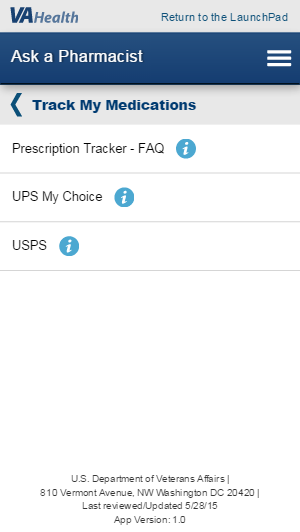 VAHealth Return to the LaunchPad
Ask a Pharmacist
Track My Medications
Prescription Tracker - FAQ i
UPS My Choice i
USPS i
U.S. Department of Veterans Affairs |
810 Vermont Avenue, NW Washington DC 20420 |
Last reviewed/Updated 5/28/15
App Version: 1.0